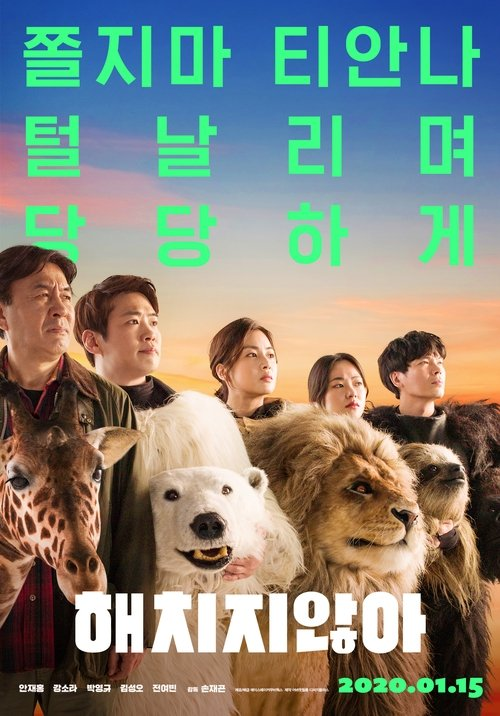 쫄지마 티안나
털 날리며
당당하게
해치지않아
안재홍 강소라 박영규 김성오 전여빈 감독 손재곤
2020.01.15